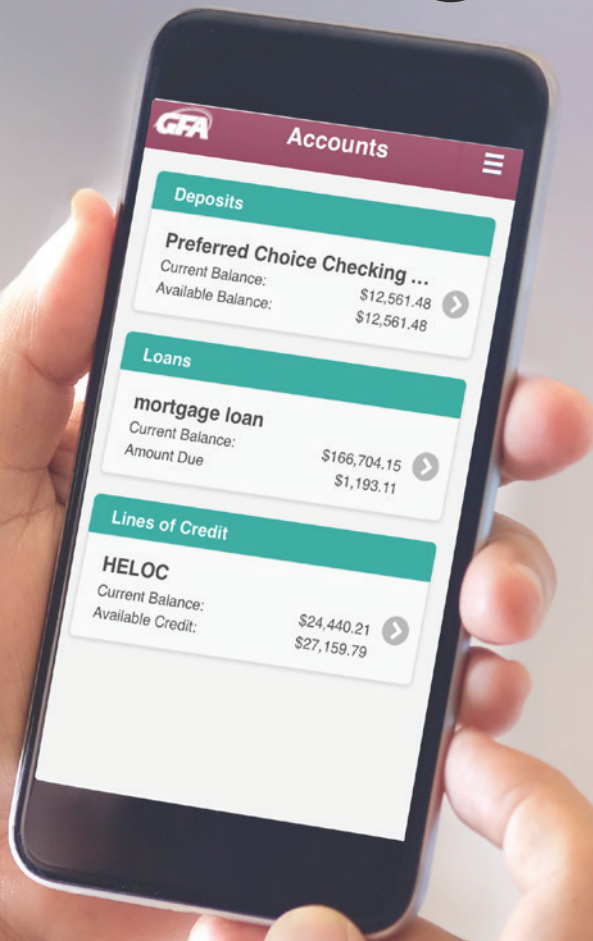 GFA
Accounts
Deposits
Preferred Choice Checking ...
Current Balance: $12,561.48
Available Balance: $12,561.48
Loans
mortgage loan
Current Balance: $166,704.15
Amount Due $1,193.11
Lines of Credit
HELOC
Current Balance: $24,440.21
Available Credit: $27,159.79